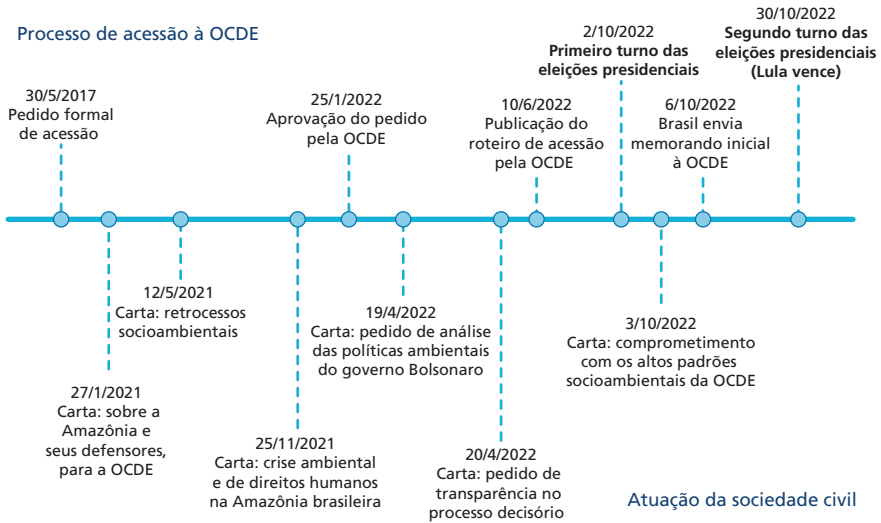 Processo de acessão à OCDE
30/5/2017
Pedido formal
de acessão
25/1/2022
Aprovação do pedido
pela OCDE
10/6/2022
Publicação do
roteiro de acessão
pela OCDE
2/10/2022
Primeiro turno das
eleições presidenciais
6/10/2022
Brasil envia
memorando inicial
à OCDE
30/10/2022
Segundo turno das
eleições presidenciais
(Lula vence)
27/1/2021
Carta: sobre a
Amazônia e
seus defensores,
para a OCDE
12/5/2021
Carta: retrocessos
socioambientais
25/11/2021
Carta: crise ambiental
e de direitos humanos
na Amazônia brasileira
19/4/2022
Carta: pedido de análise
das políticas ambientais
do governo Bolsonaro
20/4/2022
Carta: pedido de
transparência no
processo decisório
3/10/2022
Carta: comprometimento
com os altos padrões
socioambientais da OCDE
Atuação da sociedade civil